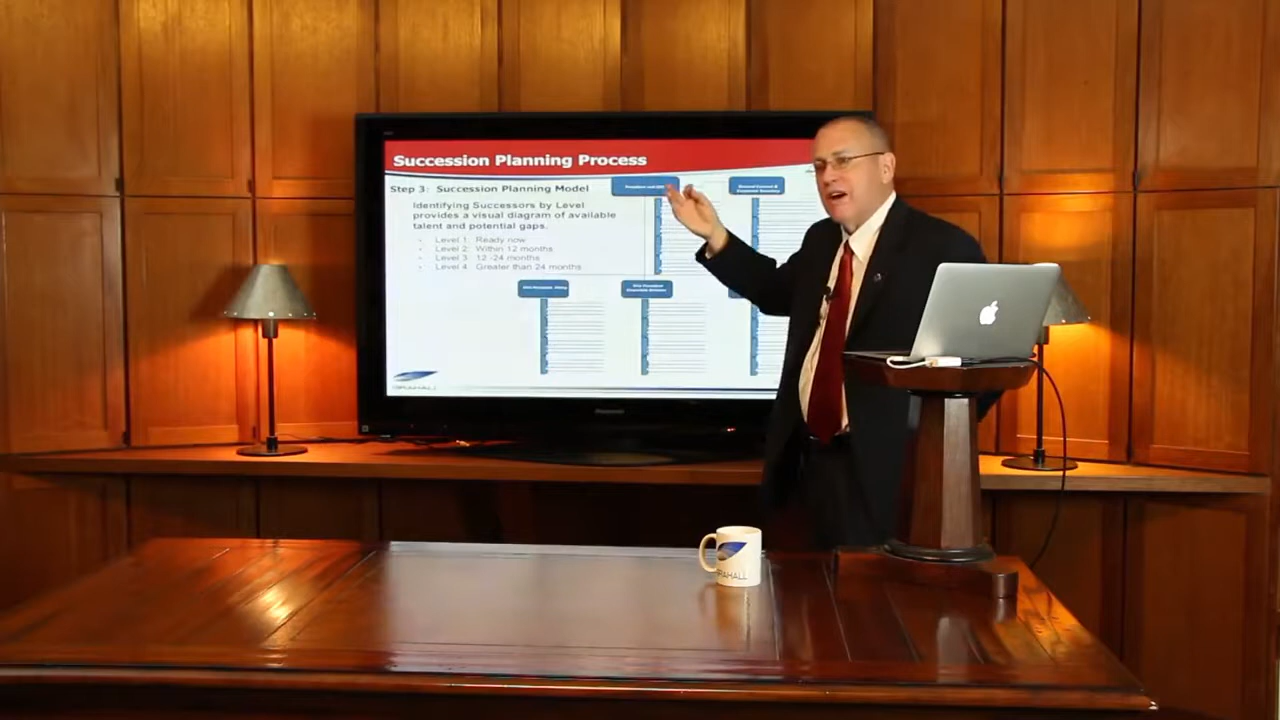 Succession Planning Process
Step 3: Succession Planning Model
Identifying Successors by Level
provides a visual diagram of available
talent and potential gaps.
- Level 1: Ready now
- Level 2: Within 12 months
- Level 3: 12 -24 months
- Level 4: Greater than 24 months